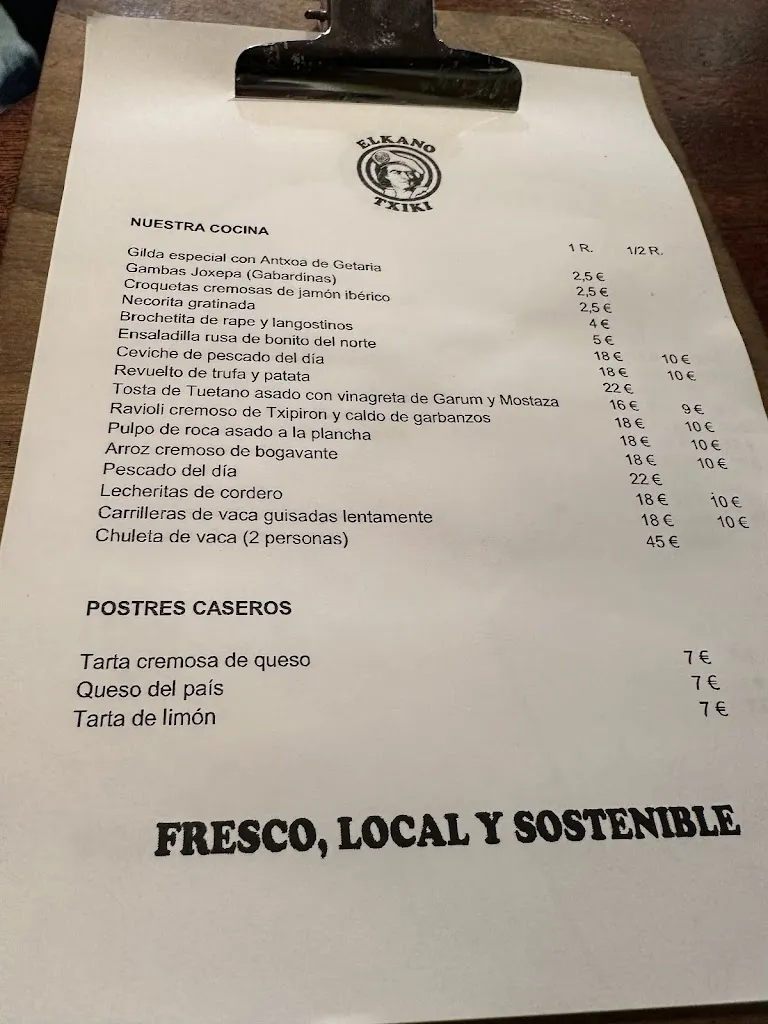 ELKANO
TXIKI
NUESTRA COCINA
1 R. 1/2 R.
Gilda especial con Antxoa de Getaria 2,5 €
Gambas Joxepa (Gabardinas) 2,5 €
Croquetas cremosas de jamón ibérico 2,5 €
Necorita gratinada 4 €
Brochetita de rape y langostinos 5 €
Ensaladilla rusa de bonito del norte 18 € 10 €
Ceviche de pescado del día 18 € 10 €
Revuelto de trufa y patata 22 €
Tosta de Tuetano asado con vinagreta de Garum y Mostaza 16 € 9 €
Ravioli cremoso de Txipiron y caldo de garbanzos 18 € 10 €
Pulpo de roca asado a la plancha 18 € 10 €
Arroz cremoso de bogavante 18 € 10 €
Pescado del día 22 €
Lecheritas de cordero 18 € 10 €
Carrilleras de vaca guisadas lentamente 18 € 10 €
Chuleta de vaca (2 personas) 45 €
POSTRES CASEROS
Tarta cremosa de queso 7 €
Queso del país 7 €
Tarta de limón 7 €
FRESCO, LOCAL Y SOSTENIBLE